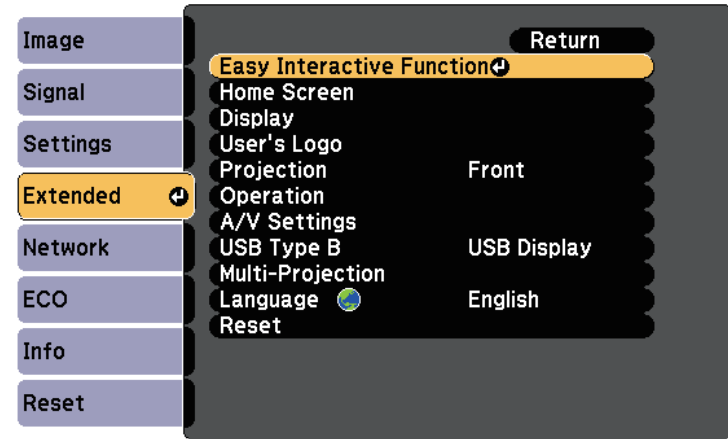 Image
Signal
Settings
Extended
Network
ECO
Info
Reset
Return
Easy Interactive Function
Home Screen
Display
User's Logo
Projection Front
Operation
A/V Settings
USB Type B USB Display
Multi-Projection
Language English
Reset